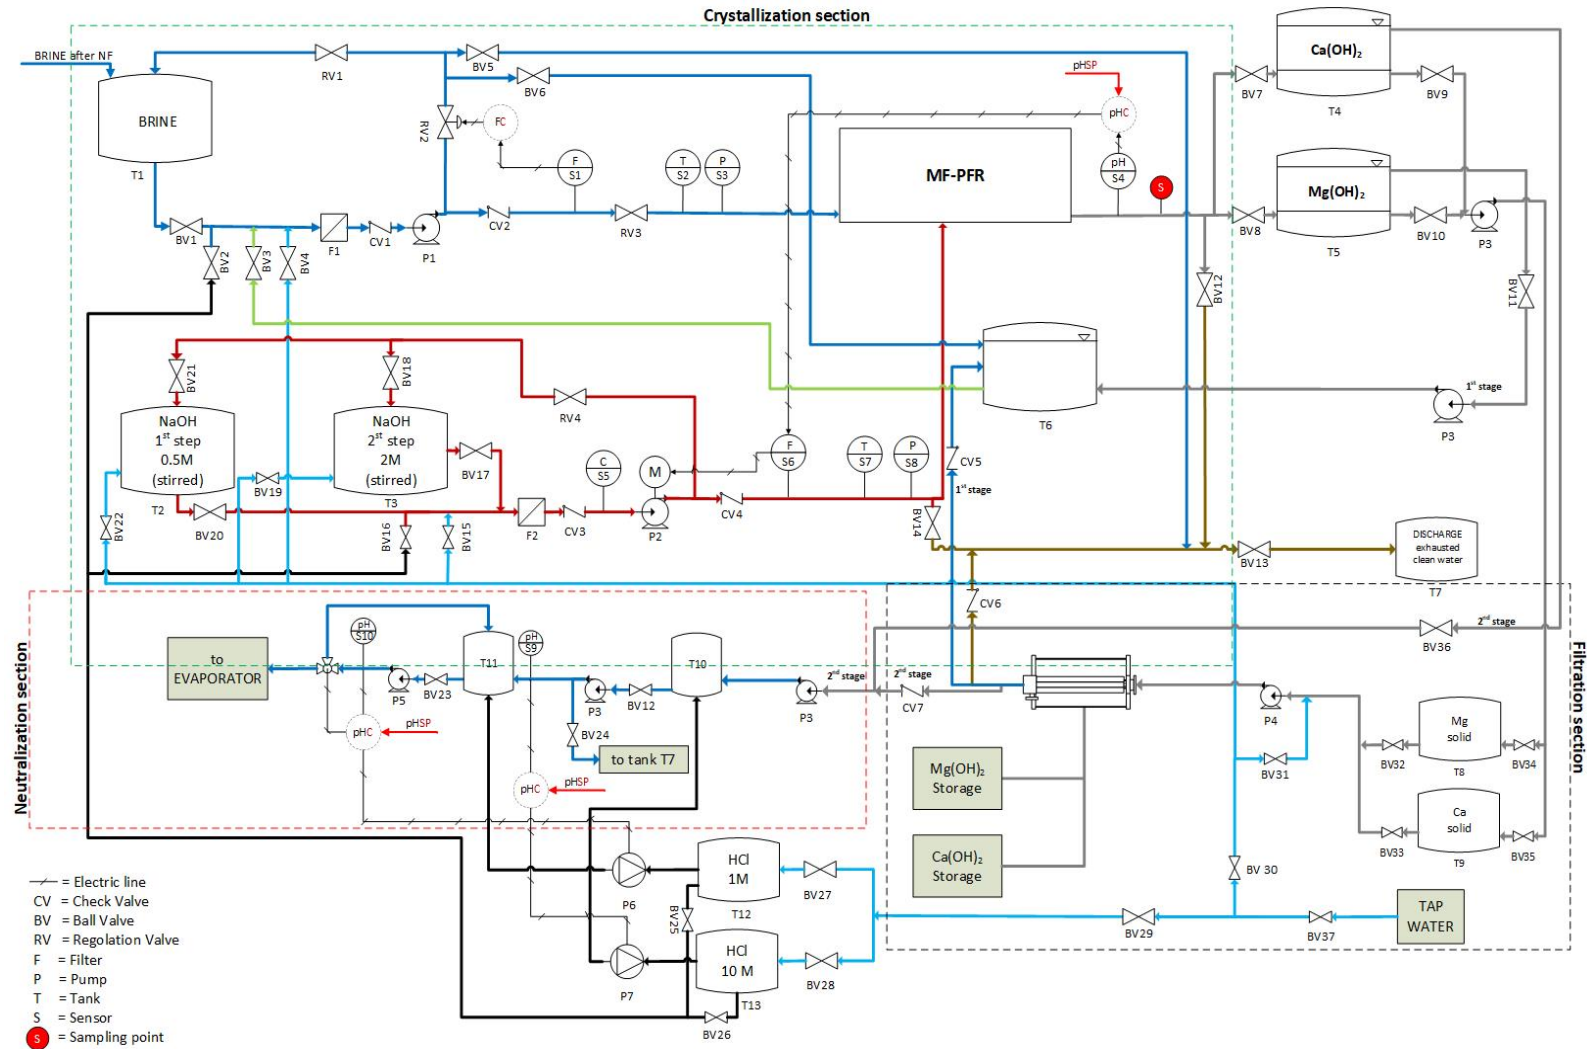 Crystallization section
BRINE after NF
BRINE
T1
RV1
BV5
BV6
RV2
FC
F
S1
T
S2
P
S3
MF-PFR
pHSP
pHC
pH
S4
S
BV7
Ca(OH)₂
T4
BV9
Mg(OH)₂
T5
BV8
BV10
P3
BV11
BV12
BV1
BV2
BV3
BV4
F1
CV1
P1
CV2
RV3
BV21
BV18
NaOH
1st step
0.5M
(stirred)
T2
NaOH
2st step
2M
(stirred)
T3
BV19
BV17
BV22
BV20
BV16
BV15
F2
CV3
C
S5
M
P2
RV4
CV4
F
S6
T
S7
P
S8
BV14
T6
CV5
1st stage
1st stage
P3
BV13
DISCHARGE
exhausted
clean water
T7
CV6
2nd stage
BV36
Neutralization section
to
EVAPORATOR
pH
S10
P5
BV23
T11
pH
S9
P3
BV12
T10
P3
2nd stage
2nd stage
CV7
P4
BV24
to tank T7
pHC
pHSP
pHC
pHSP
Filtration section
Mg
solid
T8
BV32
BV34
Ca
solid
T9
BV33
BV35
BV31
Mg(OH)₂
Storage
Ca(OH)₂
Storage
BV 30
TAP
WATER
BV37
BV29
P6
HCl
1M
T12
BV27
BV25
P7
HCl
10 M
T13
BV28
BV26
= Electric line
CV = Check Valve
BV = Ball Valve
RV = Regolation Valve
F = Filter
P = Pump
T = Tank
S = Sensor
S = Sampling point